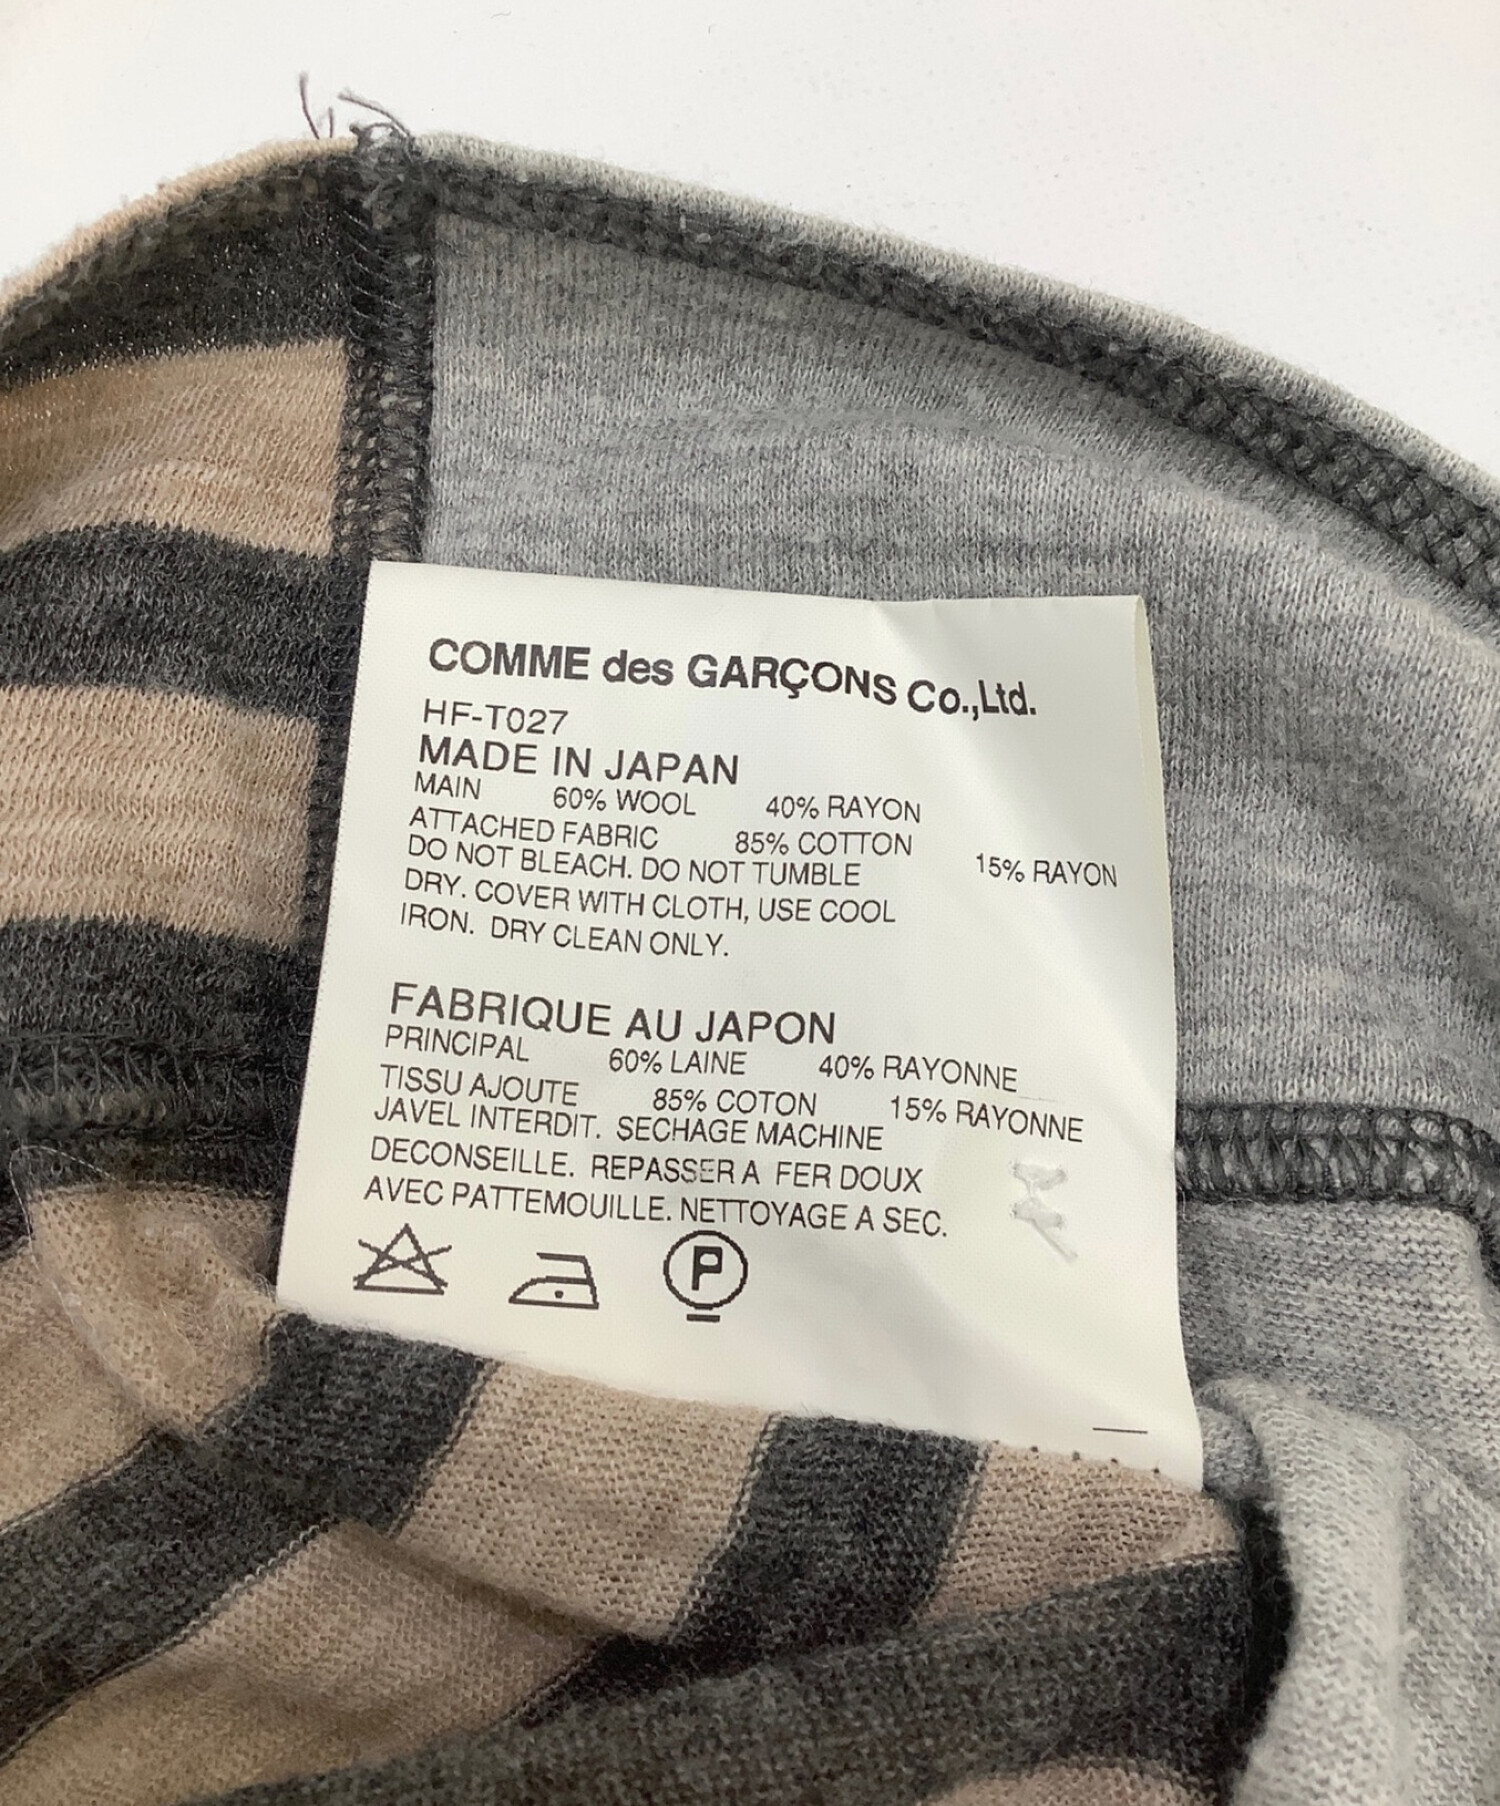 COMME des GARÇONS Co.,Ltd.
HF-T027
MADE IN JAPAN
MAIN 60% WOOL 40% RAYON
ATTACHED FABRIC 85% COTTON 15% RAYON
DO NOT BLEACH. DO NOT TUMBLE
DRY. COVER WITH CLOTH, USE COOL
IRON. DRY CLEAN ONLY.
FABRIQUE AU JAPON
PRINCIPAL 60% LAINE 40% RAYONNE
TISSU AJOUTE 85% COTON 15% RAYONNE
JAVEL INTERDIT. SECHAGE MACHINE
DECONSEILLE. REPASSER A FER DOUX
AVEC PATTEMOUILLE. NETTOYAGE A SEC.
P